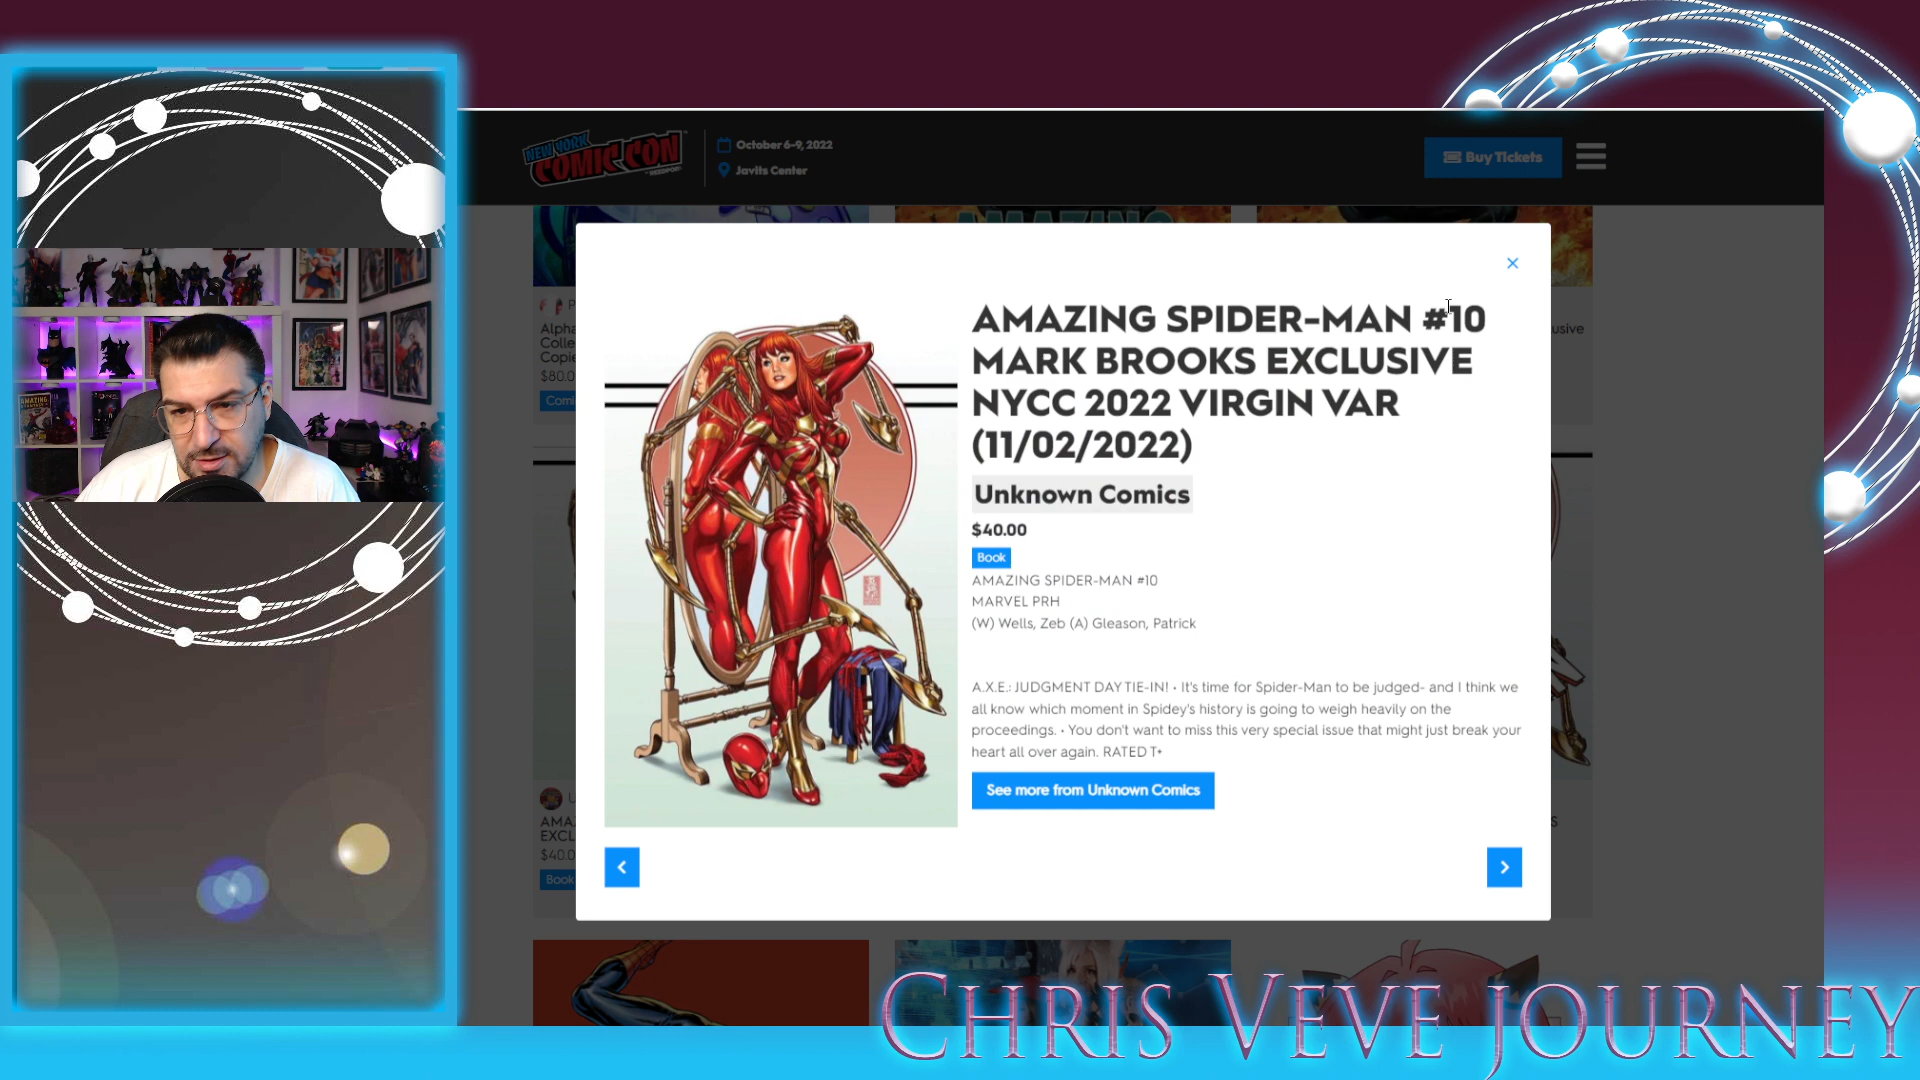 NEW YORK
COMIC CON
October 6-9, 2022
Javits Center
Buy Tickets
AMAZING
AMAZING SPIDER-MAN #10
MARK BROOKS EXCLUSIVE
NYCC 2022 VIRGIN VAR
(11/02/2022)
Unknown Comics
$40.00
Book
AMAZING SPIDER-MAN #10
MARVEL PRH
(W) Wells, Zeb (A) Gleason, Patrick
A.X.E.: JUDGMENT DAY TIE-IN! • It's time for Spider-Man to be judged- and I think we
all know which moment in Spidey's history is going to weigh heavily on the
proceedings. • You don't want to miss this very special issue that might just break your
heart all over again. RATED T+
See more from Unknown Comics
$80.0
$40.0
Book
CHRIS VEVE JOURNEY